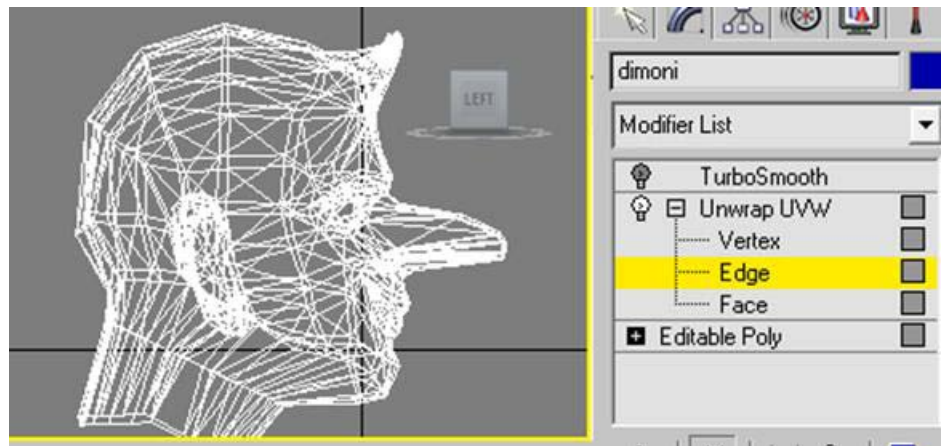 LEFT
dimoni
Modifier List
TurboSmooth
Unwrap UVW
Vertex
Edge
Face
Editable Poly